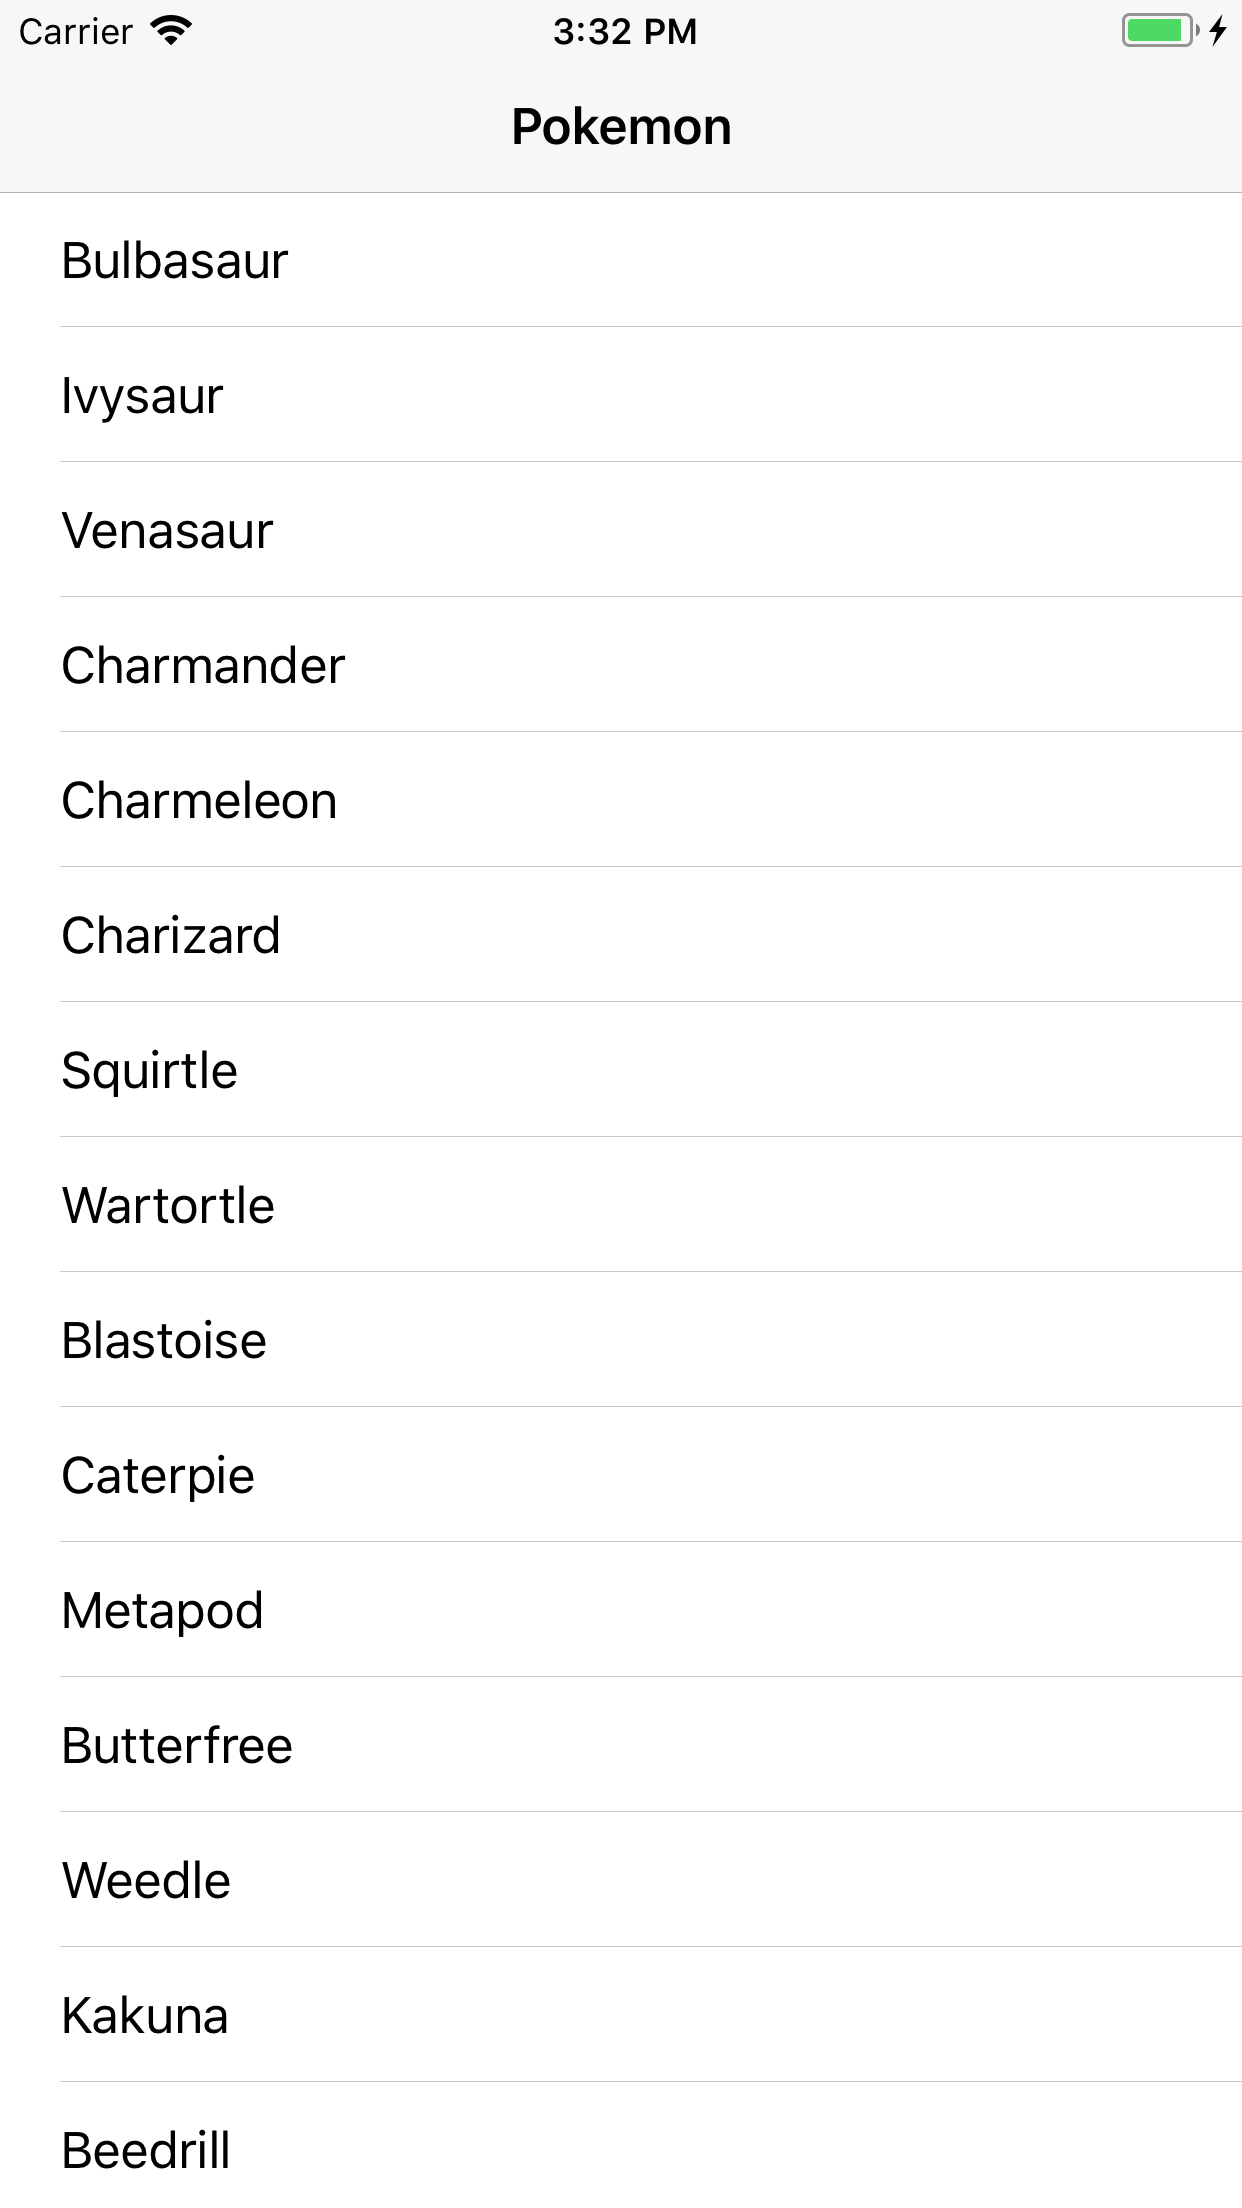 Carrier 3:32 PM
Pokemon
Bulbasaur
Ivysaur
Venasaur
Charmander
Charmeleon
Charizard
Squirtle
Wartortle
Blastoise
Caterpie
Metapod
Butterfree
Weedle
Kakuna
Beedrill